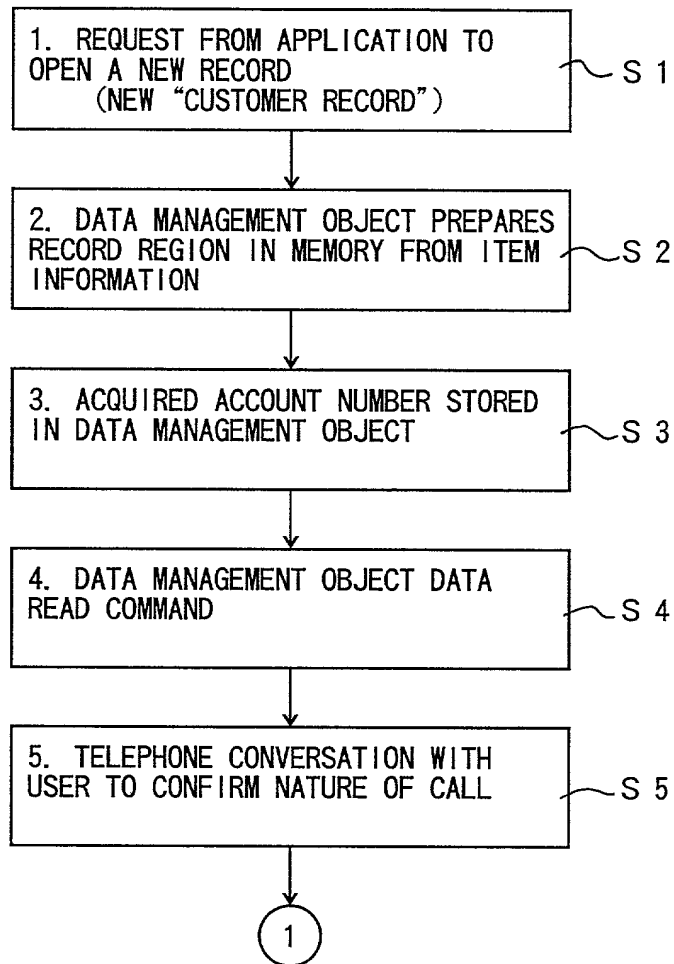 1. REQUEST FROM APPLICATION TO
OPEN A NEW RECORD
(NEW “CUSTOMER RECORD”)
S 1
2. DATA MANAGEMENT OBJECT PREPARES
RECORD REGION IN MEMORY FROM ITEM
INFORMATION
S 2
3. ACQUIRED ACCOUNT NUMBER STORED
IN DATA MANAGEMENT OBJECT
S 3
4. DATA MANAGEMENT OBJECT DATA
READ COMMAND
S 4
5. TELEPHONE CONVERSATION WITH
USER TO CONFIRM NATURE OF CALL
S 5
1